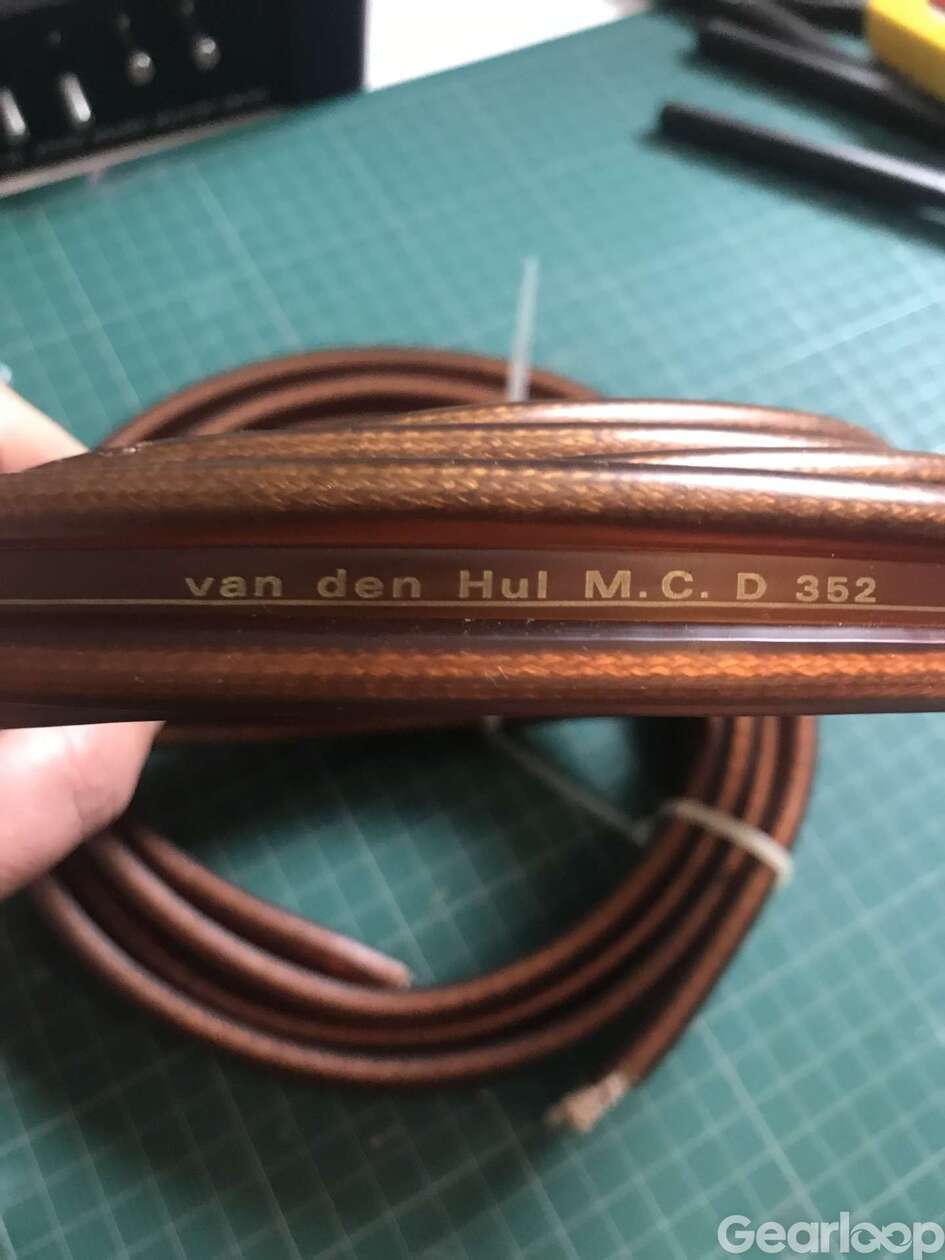 van den Hul M.C. D 352
Gearloop